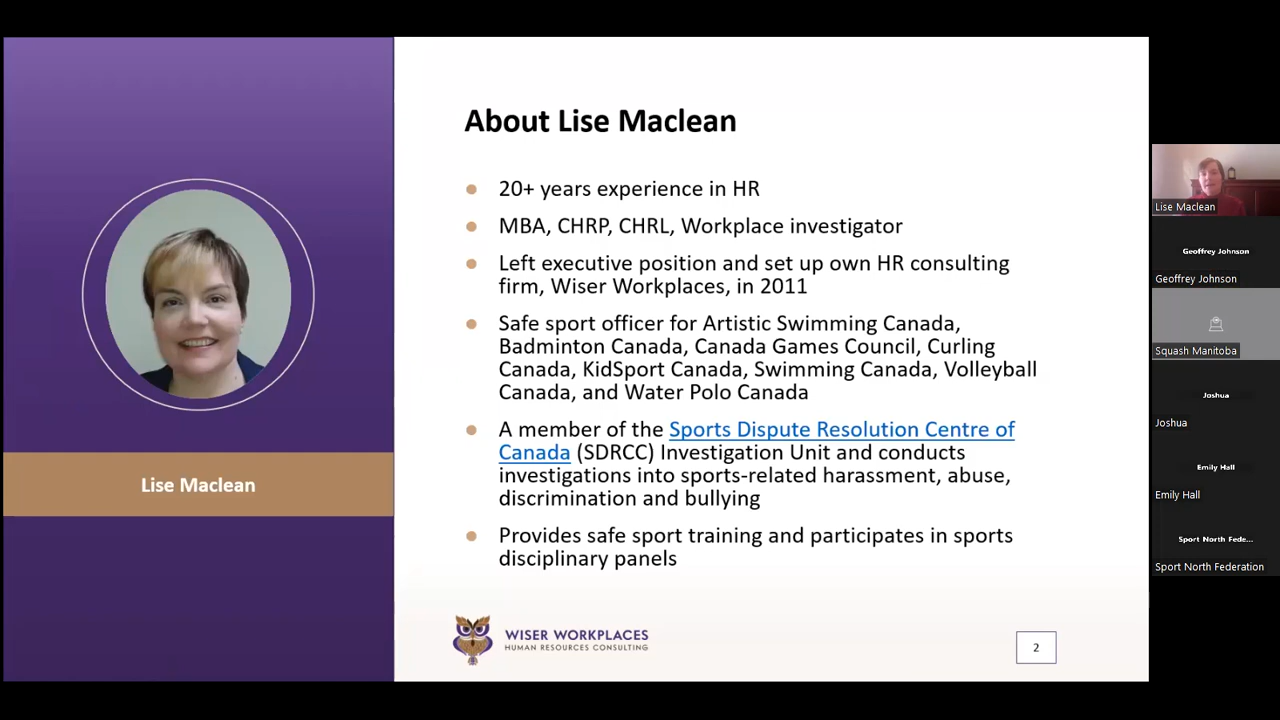 About Lise Maclean
20+ years experience in HR
MBA, CHRP, CHRL, Workplace investigator
Left executive position and set up own HR consulting
firm, Wiser Workplaces, in 2011
Safe sport officer for Artistic Swimming Canada,
Badminton Canada, Canada Games Council, Curling
Canada, KidSport Canada, Swimming Canada, Volleyball
Canada, and Water Polo Canada
A member of the Sports Dispute Resolution Centre of
Canada (SDRCC) Investigation Unit and conducts
investigations into sports-related harassment, abuse,
discrimination and bullying
Provides safe sport training and participates in sports
disciplinary panels
Lise Maclean
WISER WORKPLACES
HUMAN RESOURCES CONSULTING
2
Lise Maclean
Geoffrey Johnson
Geoffrey Johnson
Squash Manitoba
Joshua
Joshua
Emily Hall
Emily Hall
Sport North Fede...
Sport North Federation